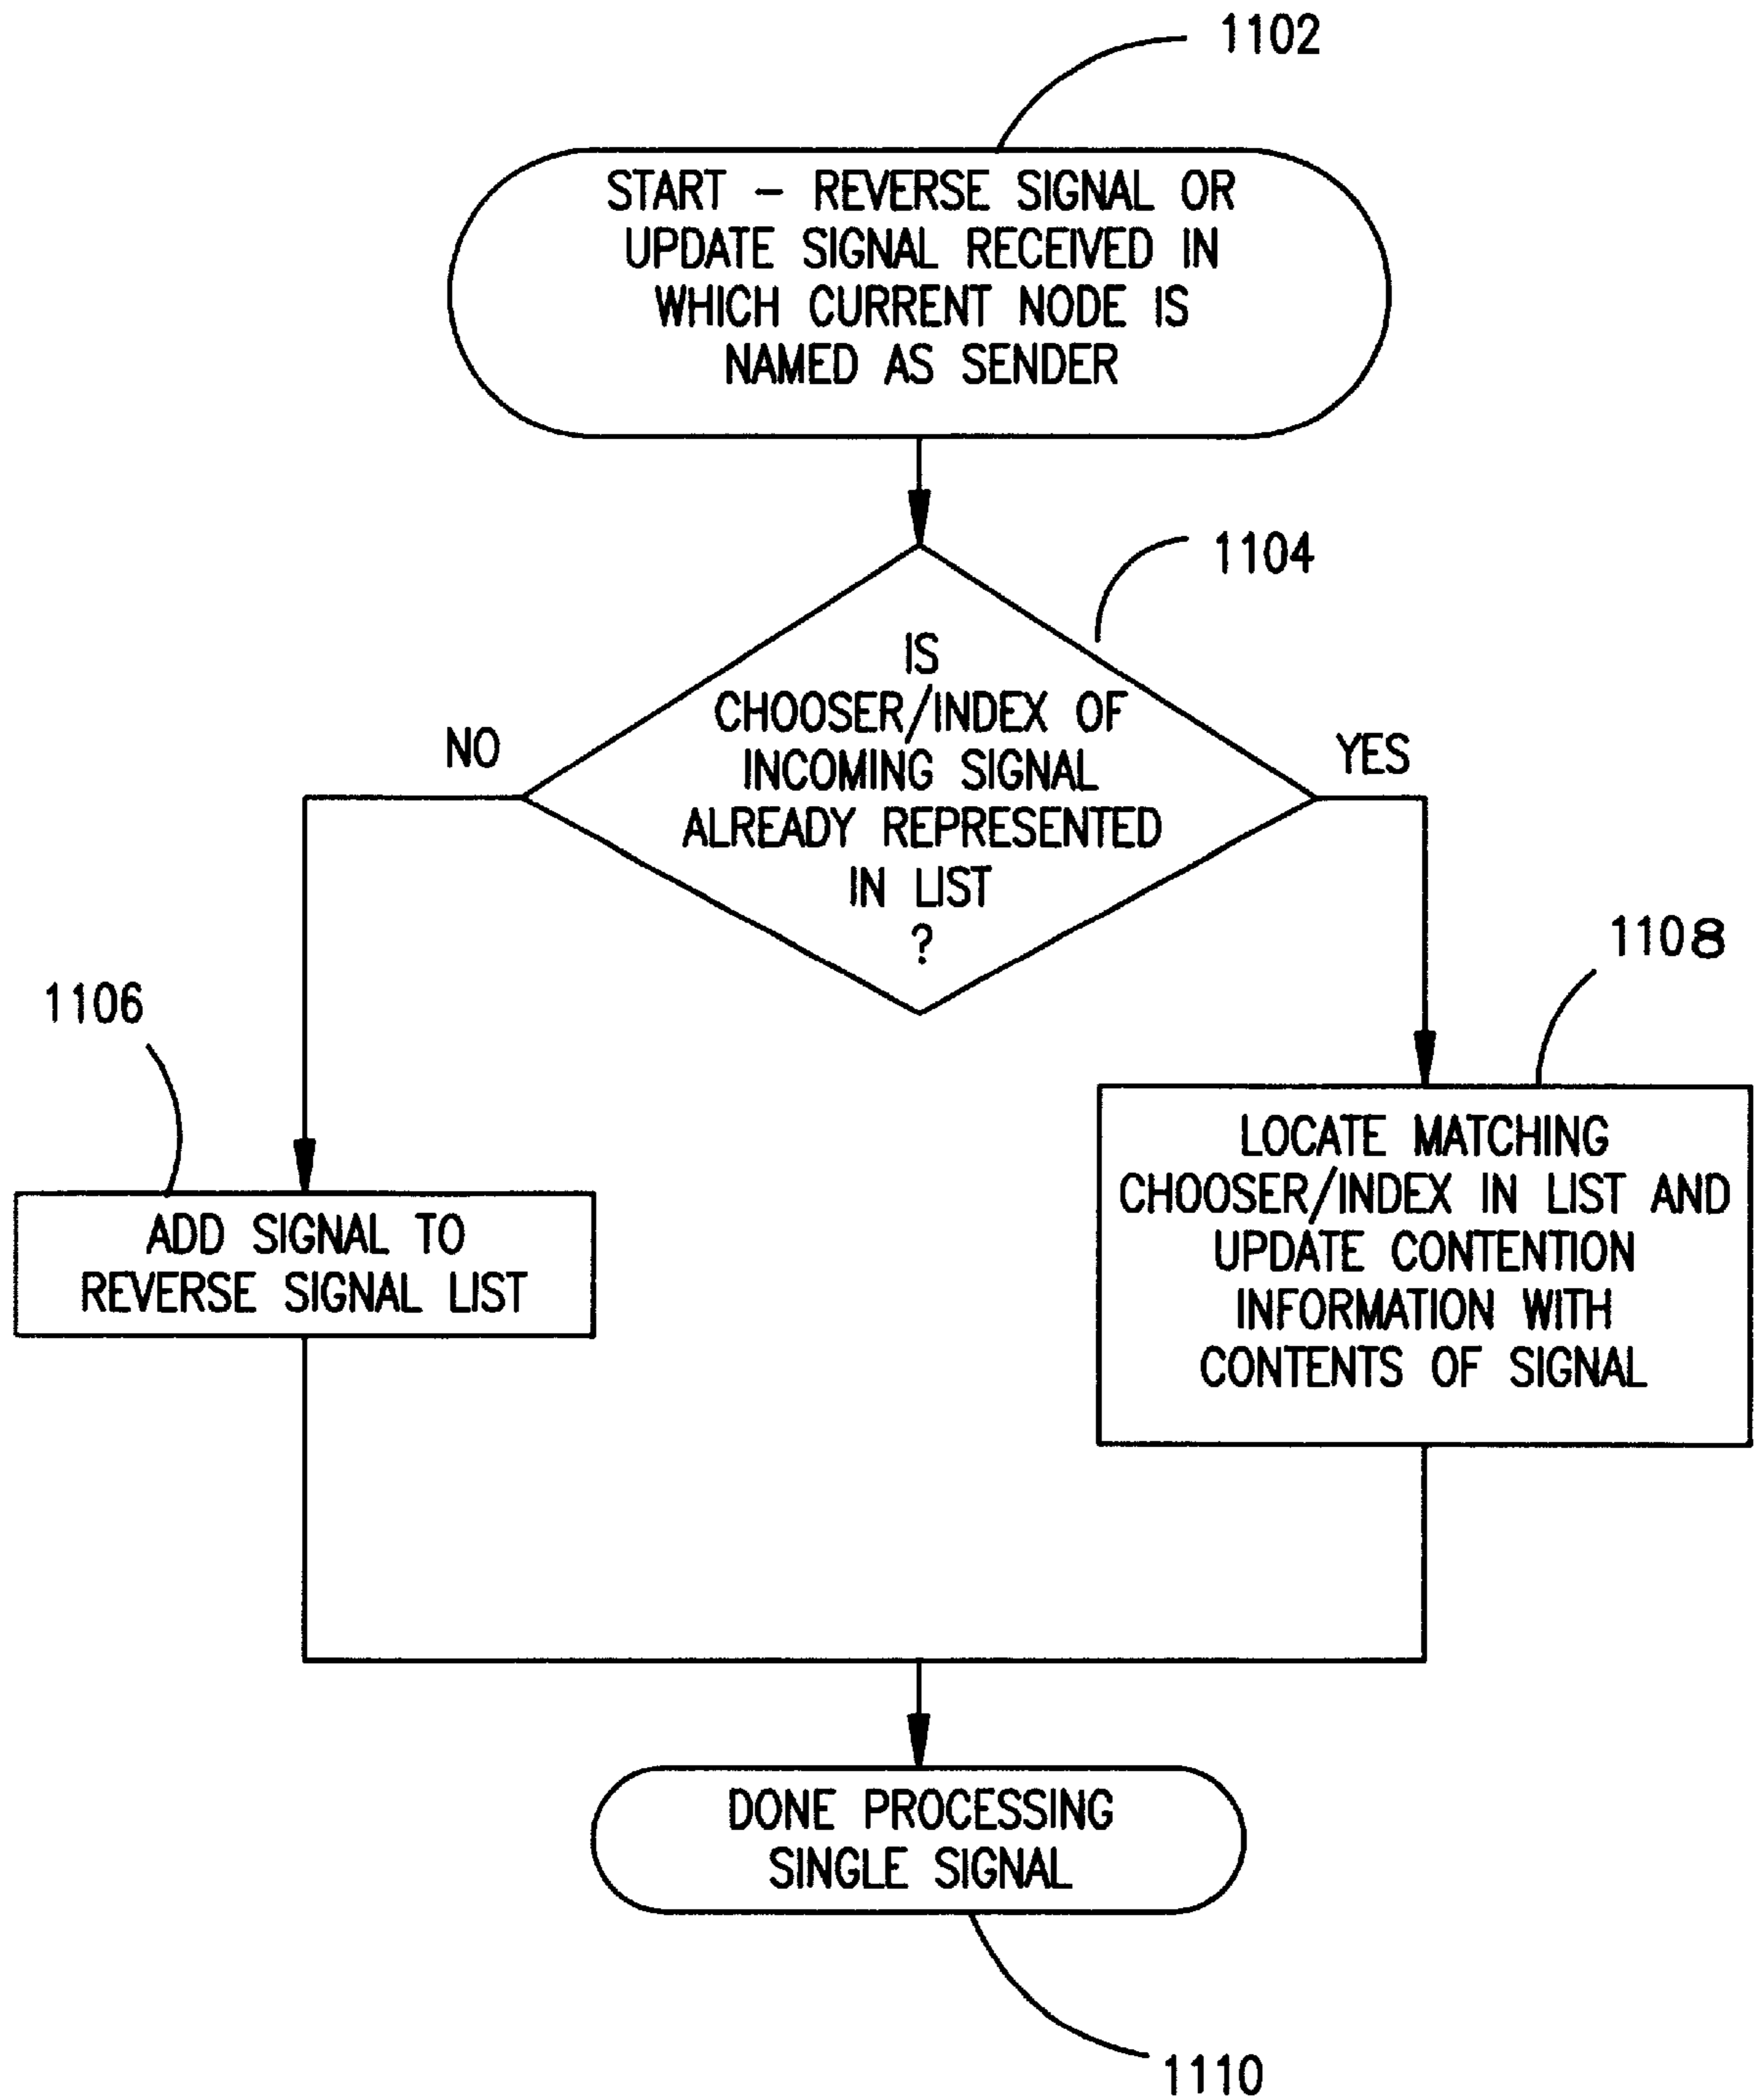 1102
START – REVERSE SIGNAL OR
UPDATE SIGNAL RECEIVED IN
WHICH CURRENT NODE IS
NAMED AS SENDER
1104
IS
CHOOSER/INDEX OF
INCOMING SIGNAL
ALREADY REPRESENTED
IN LIST
?
NO
YES
1106
ADD SIGNAL TO
REVERSE SIGNAL LIST
1108
LOCATE MATCHING
CHOOSER/INDEX IN LIST AND
UPDATE CONTENTION
INFORMATION WITH
CONTENTS OF SIGNAL
DONE PROCESSING
SINGLE SIGNAL
1110